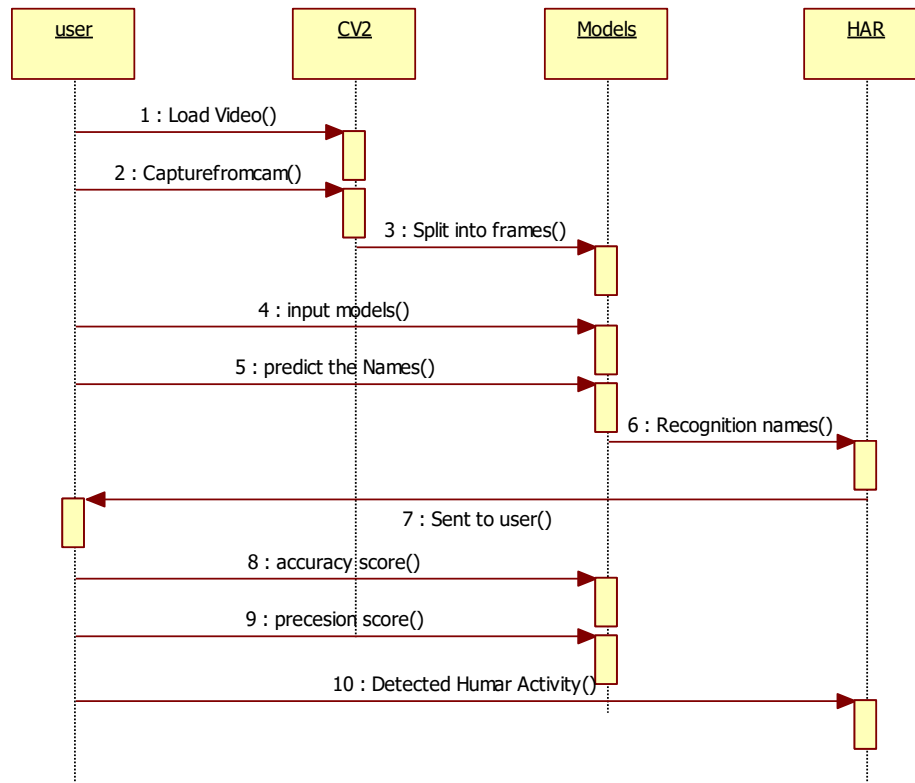 user
CV2
Models
HAR
1 : Load Video()
2 : Capturefromcam()
3 : Split into frames()
4 : input models()
5 : predict the Names()
6 : Recognition names()
7 : Sent to user()
8 : accuracy score()
9 : precesion score()
10 : Detected Humar Activity()